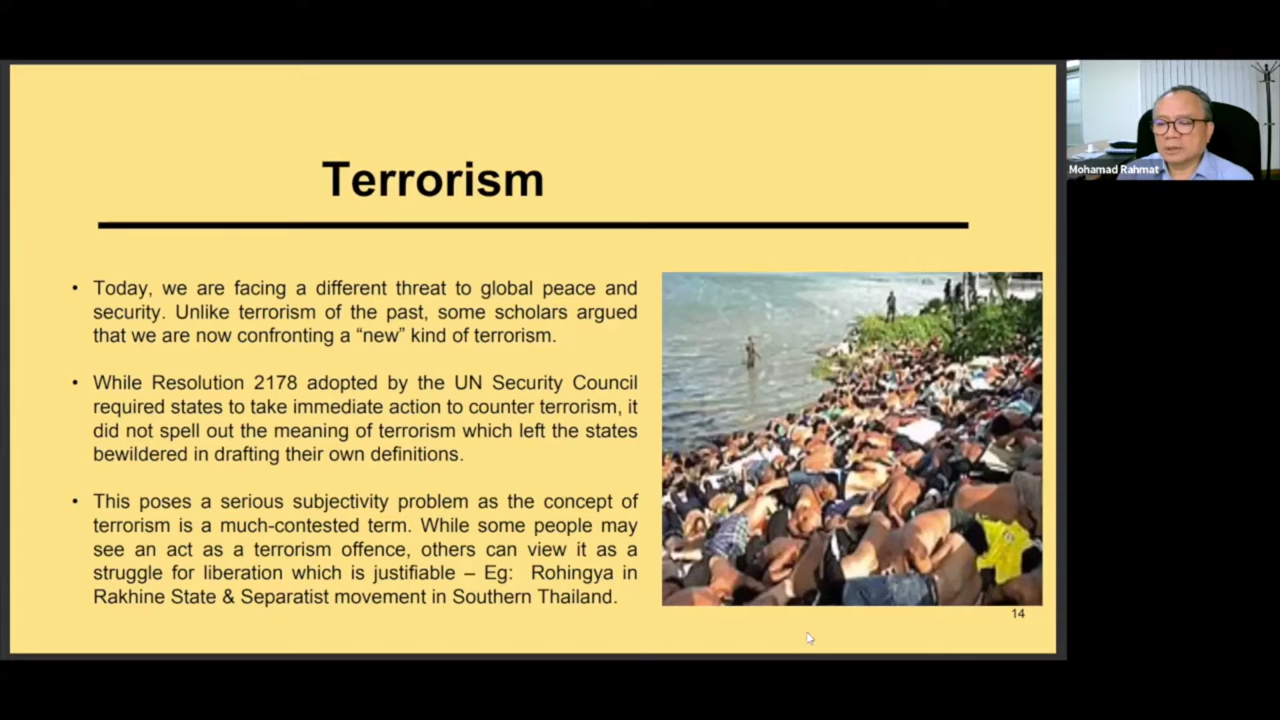 Terrorism
• Today, we are facing a different threat to global peace and
security. Unlike terrorism of the past, some scholars argued
that we are now confronting a “new” kind of terrorism.
• While Resolution 2178 adopted by the UN Security Council
required states to take immediate action to counter terrorism, it
did not spell out the meaning of terrorism which left the states
bewildered in drafting their own definitions.
• This poses a serious subjectivity problem as the concept of
terrorism is a much-contested term. While some people may
see an act as a terrorism offence, others can view it as a
struggle for liberation which is justifiable – Eg: Rohingya in
Rakhine State & Separatist movement in Southern Thailand.
14
Mohamad Rahmat